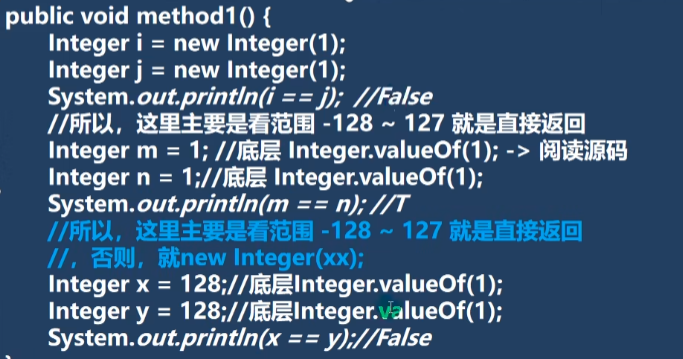 public void method1() {
Integer i = new Integer(1);
Integer j = new Integer(1);
System.out.println(i == j); //False
//所以，这里主要是看范围 -128 ~ 127 就是直接返回
Integer m = 1; //底层 Integer.valueOf(1); -> 阅读源码
Integer n = 1;//底层 Integer.valueOf(1);
System.out.println(m == n); //T
//所以，这里主要是看范围 -128 ~ 127 就是直接返回
//，否则，就new Integer(xx);
Integer x = 128;//底层Integer.valueOf(1);
Integer y = 128;//底层Integer.valueOf(1);
System.out.println(x == y);//False